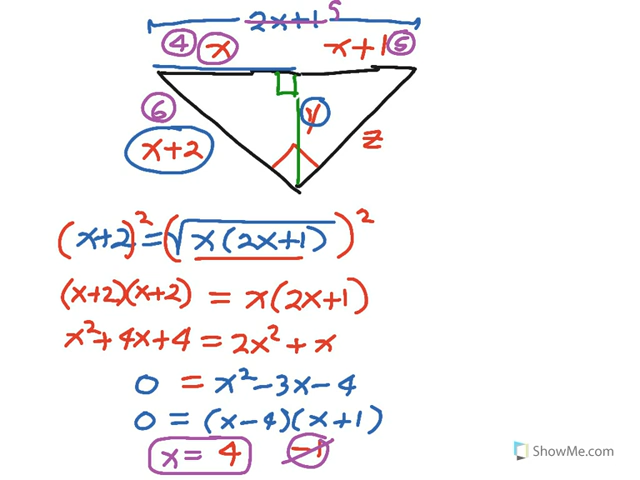 2x+1 5
4 x x+1 5
6 y
x+2 z
(x+2)² = (√x(2x+1))²
(x+2)(x+2) = x(2x+1)
x²+4x+4 = 2x²+x
0 = x²-3x-4
0 = (x-4)(x+1)
x = 4 -1
ShowMe.com